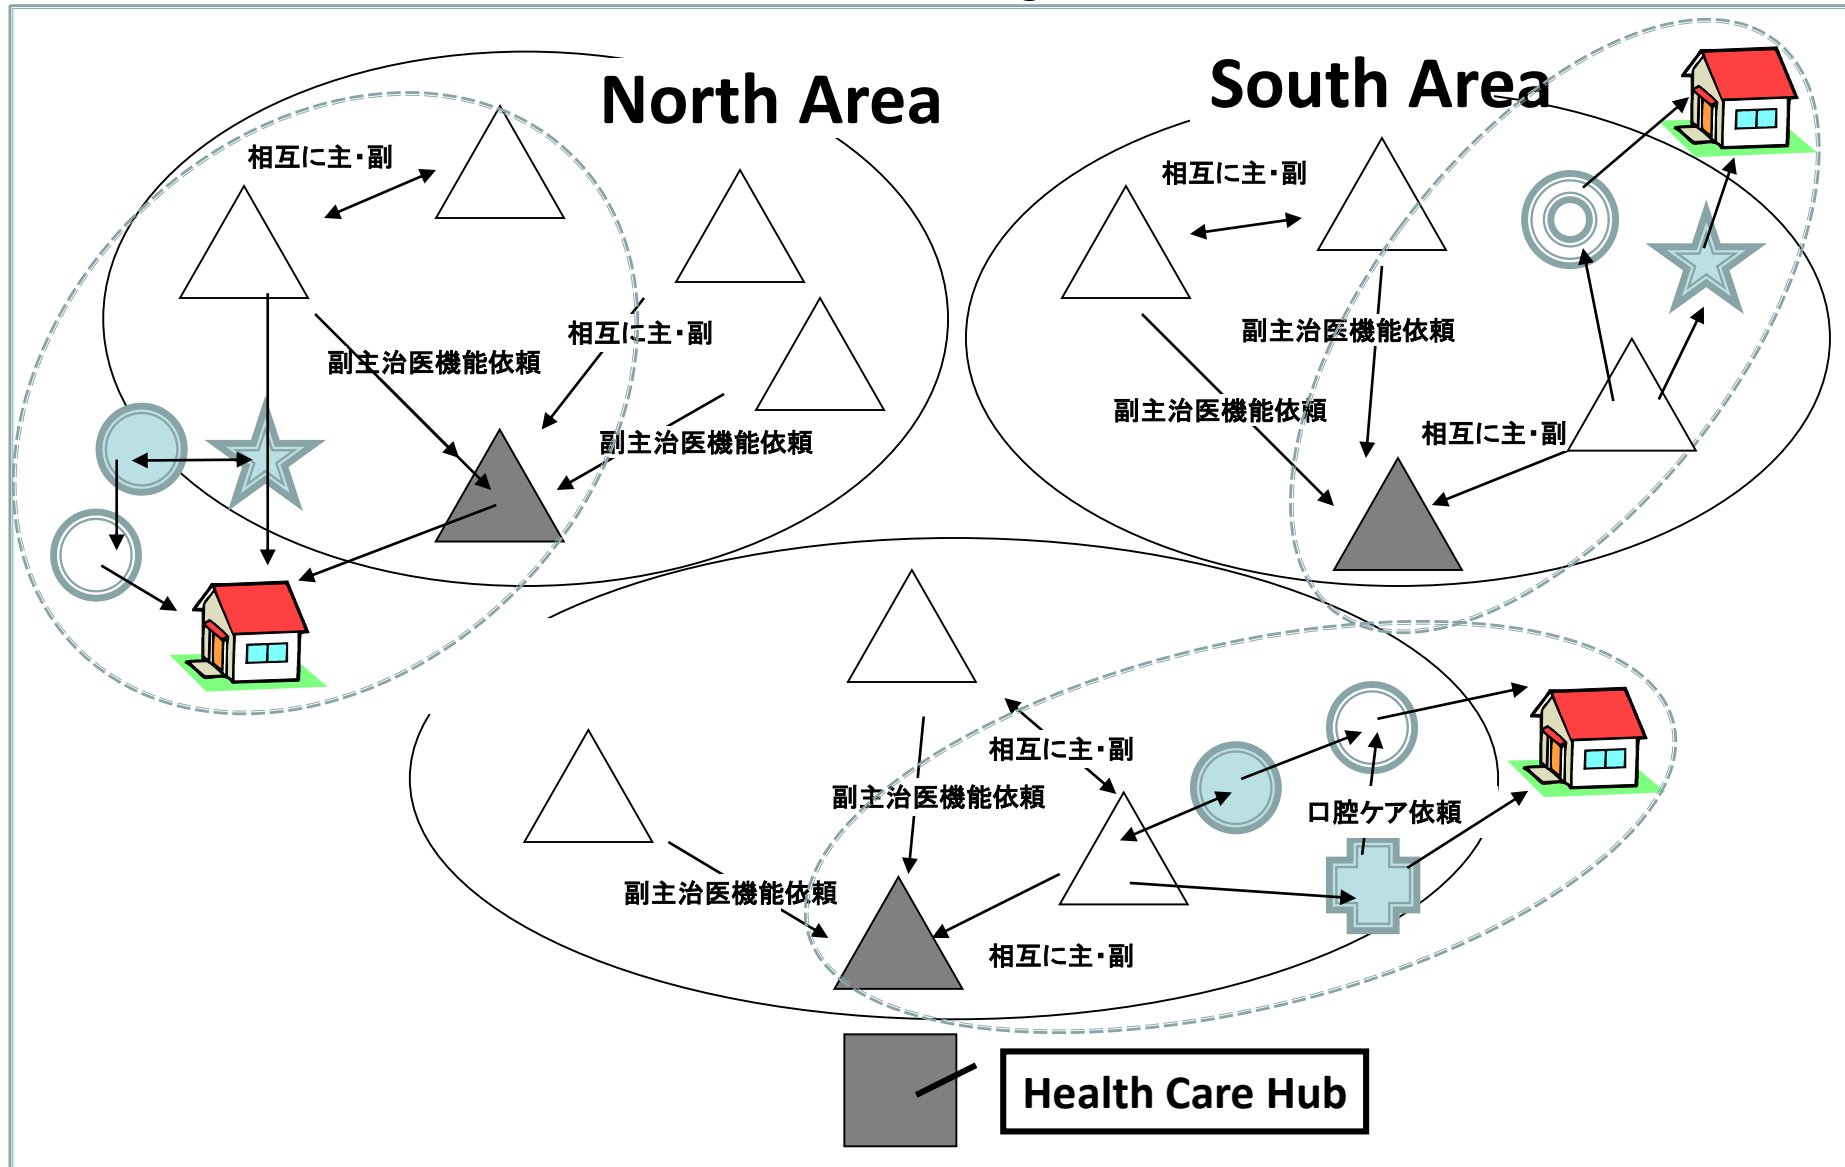 North Area
South Area
相互に主・副
相互に主・副
相互に主・副
副主治医機能依頼
副主治医機能依頼
副主治医機能依頼
副主治医機能依頼
相互に主・副
相互に主・副
副主治医機能依頼
口腔ケア依頼
副主治医機能依頼
相互に主・副
Health Care Hub